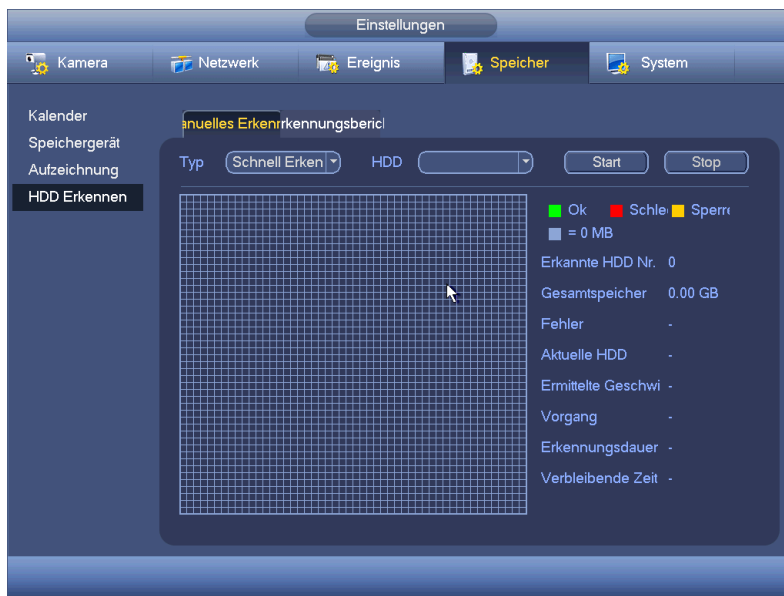 Einstellungen
Kamera Netzwerk Ereignis Speicher System
Kalender
Speichergerät
Aufzeichnung
HDD Erkennen
anuelles Erkenn rkennungsberic
Typ Schnell Erken HDD Start Stop
Ok Schle Sperre
= 0 MB
Erkannte HDD Nr. 0
Gesamtspeicher 0.00 GB
Fehler -
Aktuelle HDD -
Ermittelte Geschwi -
Vorgang -
Erkennungsdauer -
Verbleibende Zeit -